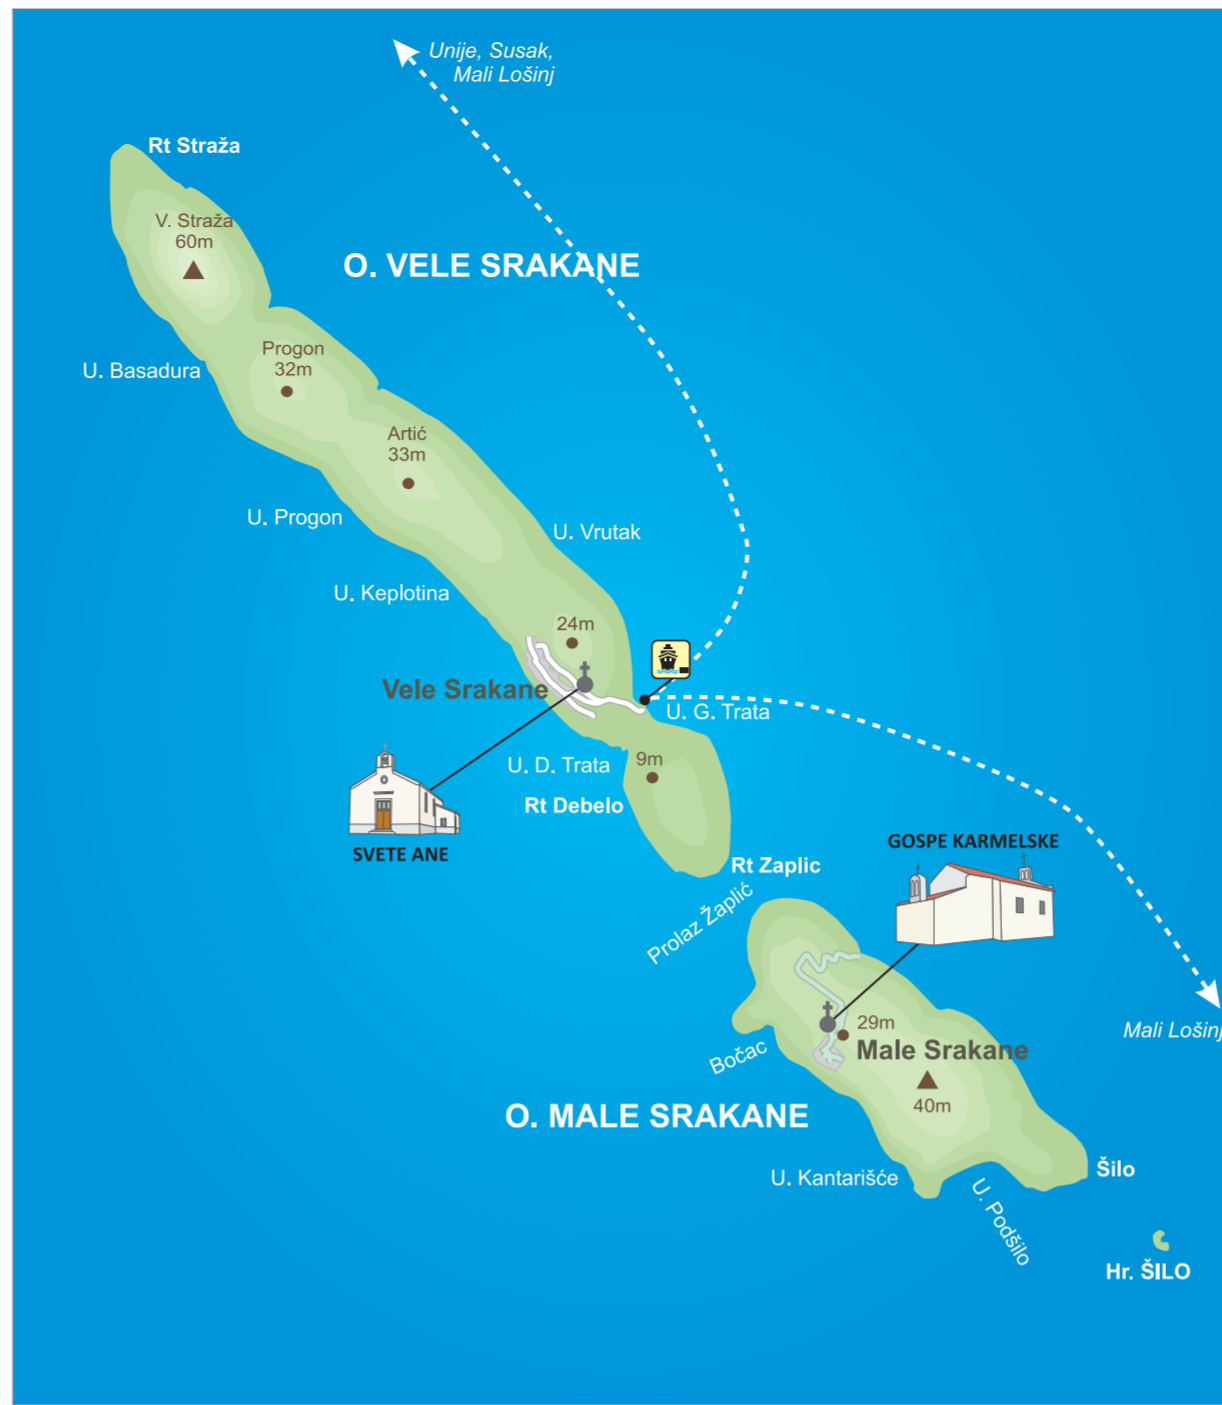 Unije, Susak,
Mali Lošinj
Rt Straža
V. Straža
60m
O. VELE SRAKANE
Progon
32m
U. Basadura
Artić
33m
U. Progon
U. Vrutak
U. Keplotina
24m
Vele Srakane
U. G. Trata
U. D. Trata
9m
Rt Debelo
SVETE ANE
GOSPE KARMELSKE
Rt Zaplic
Prolaz Žaplić
29m
Mali Lošinj
Bočac
Male Srakane
40m
O. MALE SRAKANE
U. Kantarišće
Šilo
U. Podšilo
Hr. ŠILO